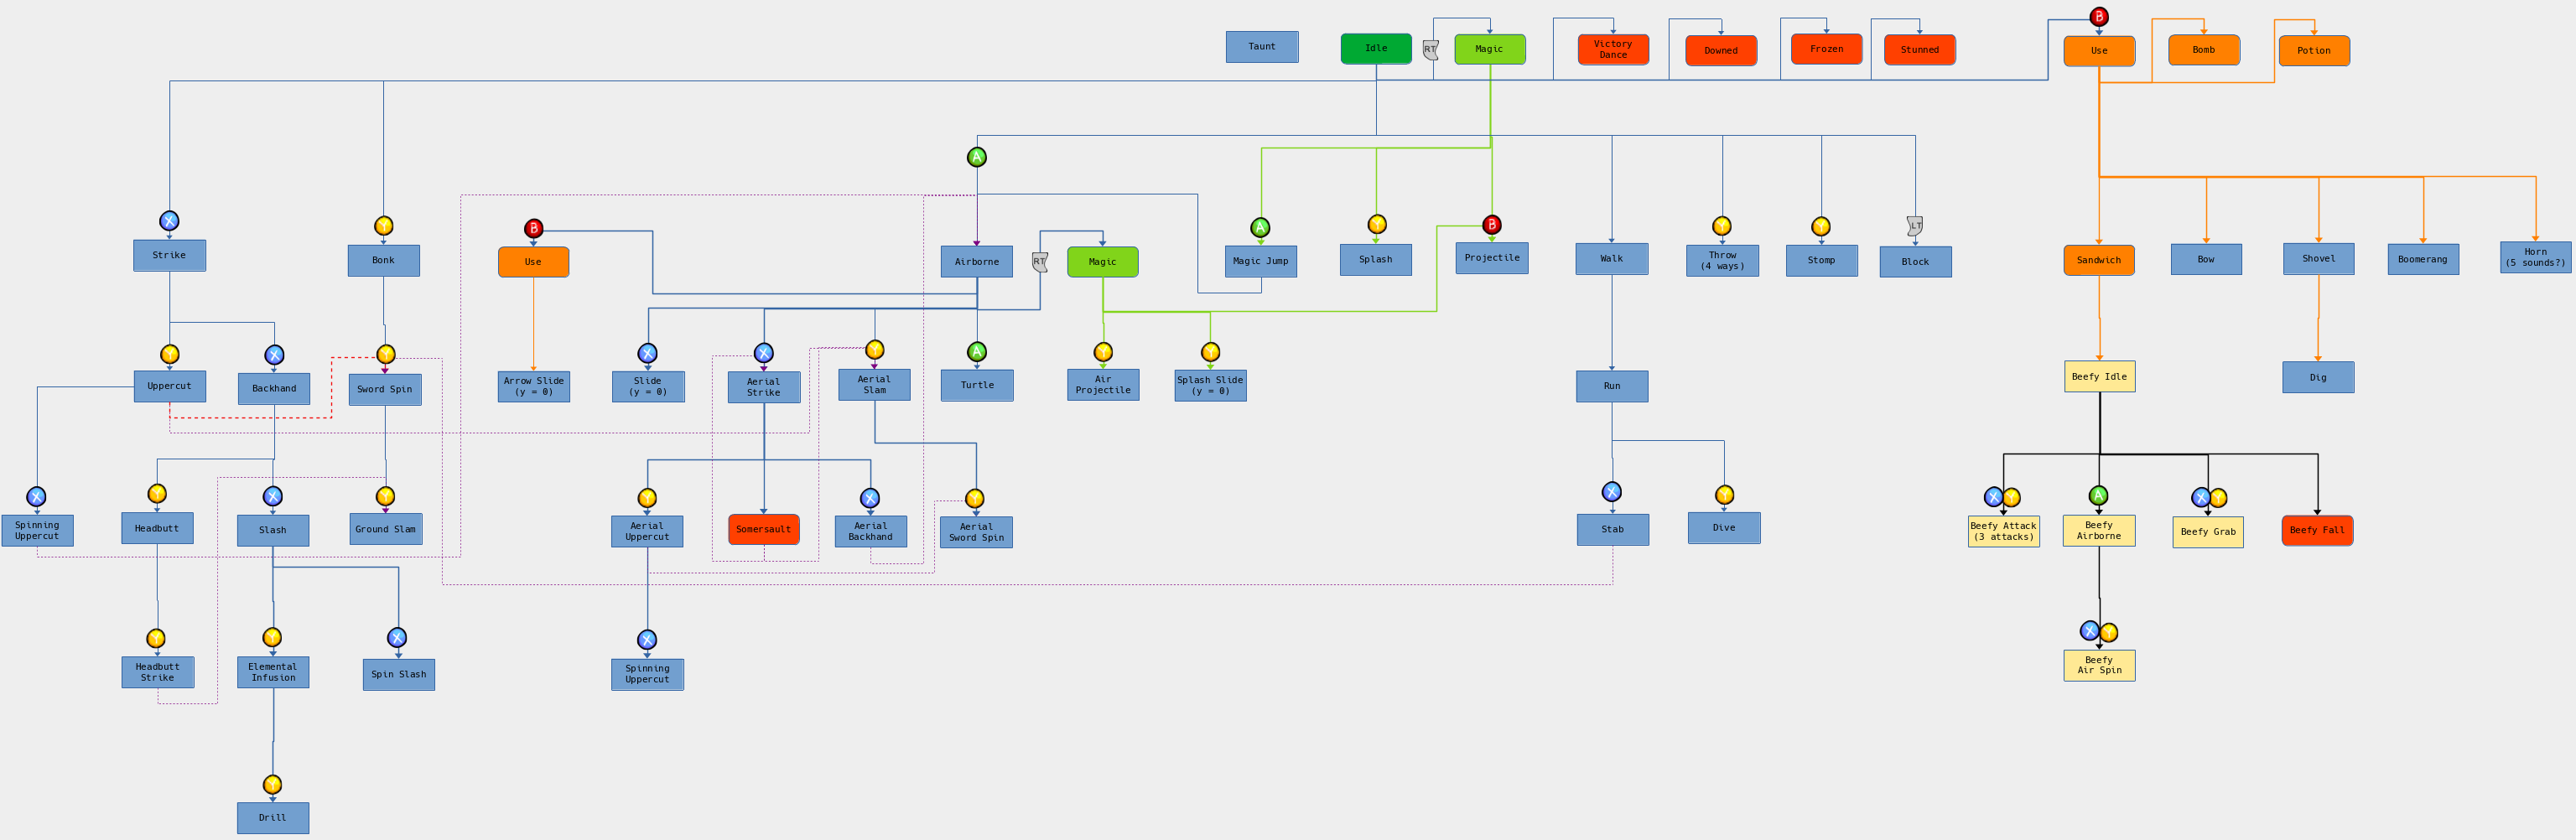 B
Taunt
Idle
RT
Magic
Victory
Dance
Downed
Frozen
Stunned
Use
Bomb
Potion
A
X
Y
B
RT
A
Y
B
Y
Y
LT
Strike
Bonk
Use
Airborne
Magic
Magic Jump
Splash
Projectile
Walk
Throw
(4 ways)
Stomp
Block
Sandwich
Bow
Shovel
Boomerang
Horn
(5 sounds?)
Y
X
Y
X
X
Y
A
Y
Y
Uppercut
Backhand
Sword Spin
Arrow Slide
(y = 0)
Slide
(y = 0)
Aerial
Strike
Aerial
Slam
Turtle
Air
Projectile
Splash Slide
(y = 0)
Run
Beefy Idle
Dig
X
Y
X
Y
Y
X
Y
X
Y
X
Y
A
X
Y
Spinning
Uppercut
Headbutt
Slash
Ground Slam
Aerial
Uppercut
Somersault
Aerial
Backhand
Aerial
Sword Spin
Stab
Dive
Beefy Attack
(3 attacks)
Beefy
Airborne
Beefy Grab
Beefy Fall
Y
Y
X
X
X
Y
Headbutt
Strike
Elemental
Infusion
Spin Slash
Spinning
Uppercut
Beefy
Air Spin
Y
Drill